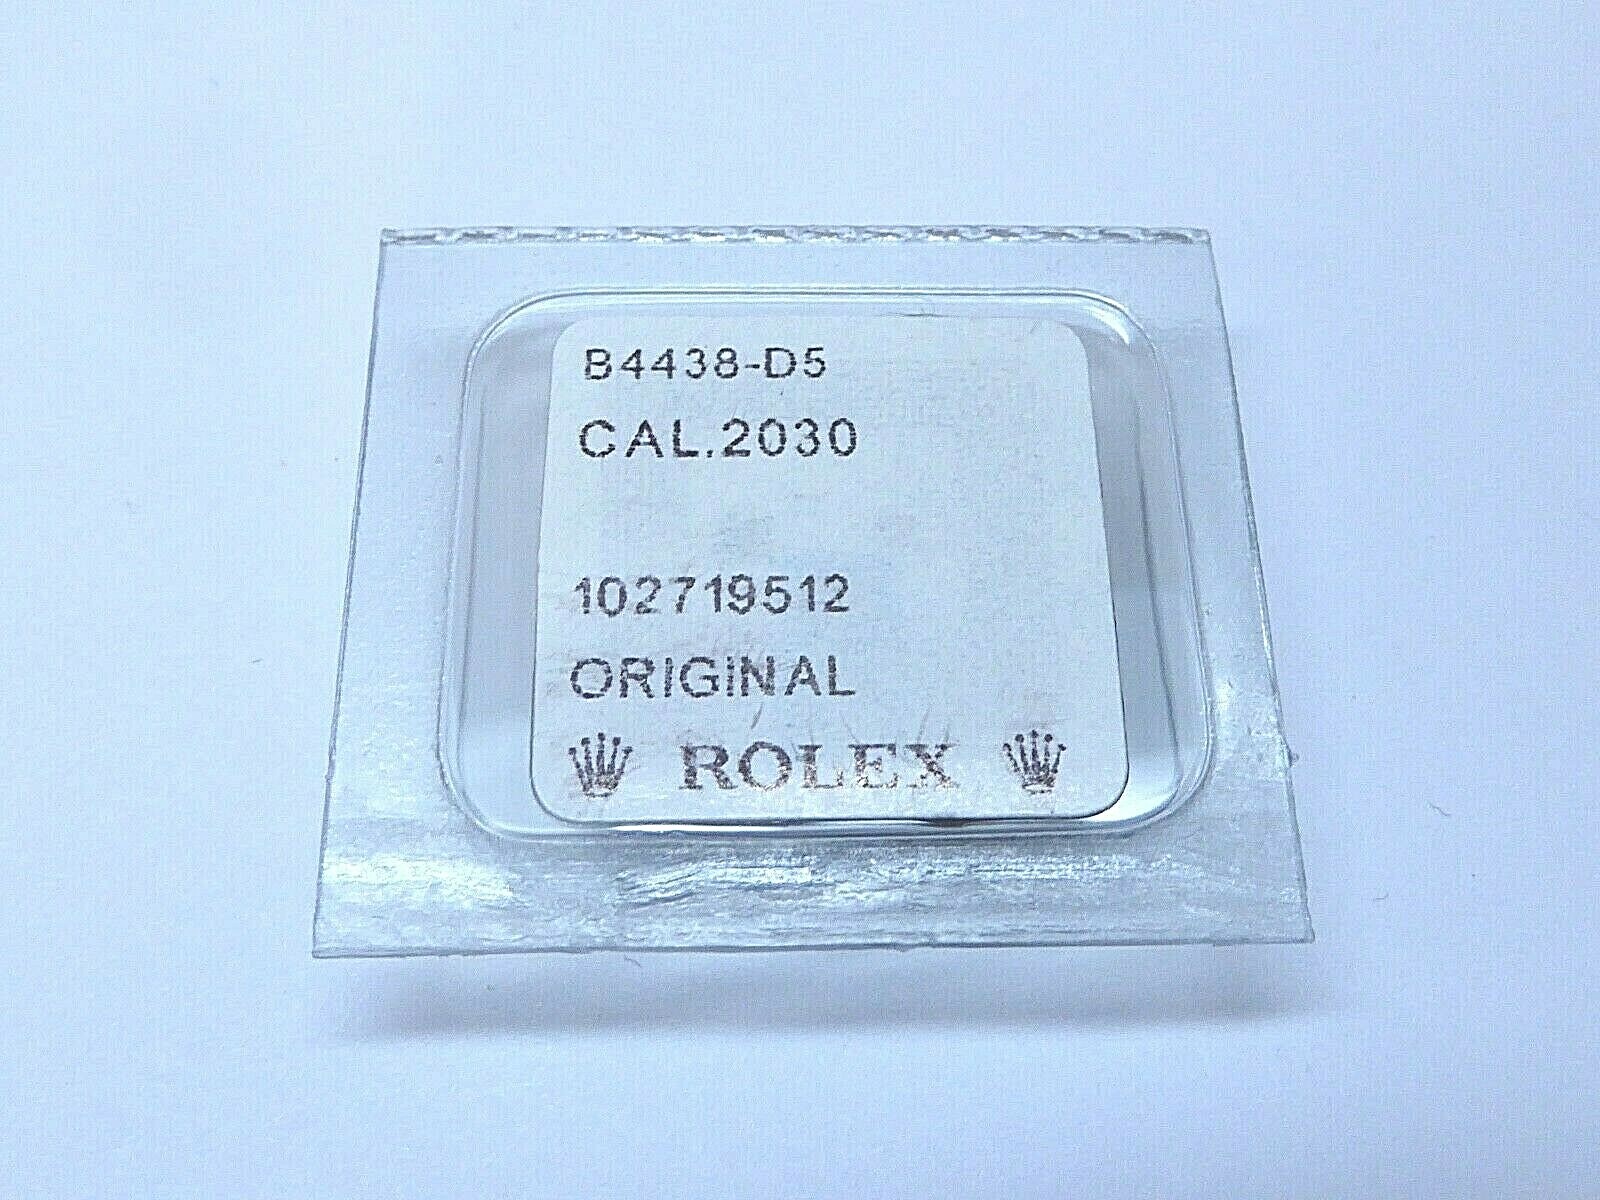 B4438-D5
CAL.2030
102719512
ORIGINAL
ROLEX